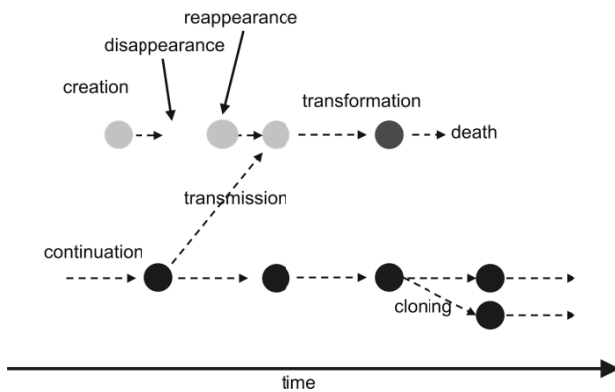 reappearance
disappearance
creation
transformation
death
transmission
continuation
cloning
time